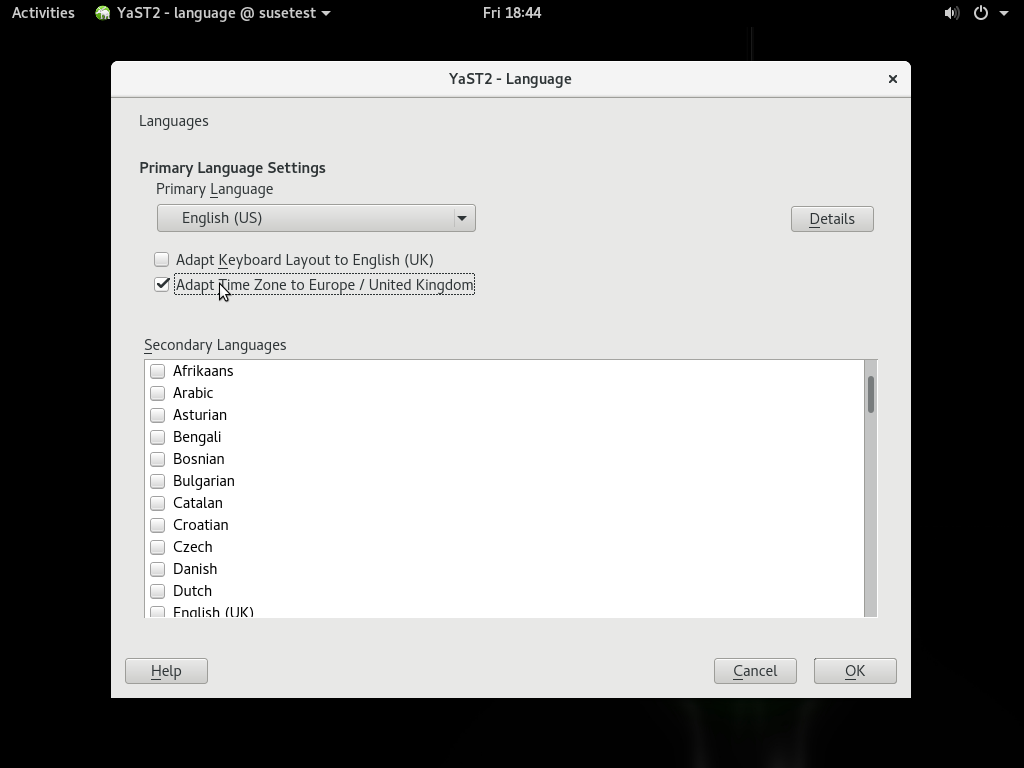 Activities YaST2 - language @ susetest Fri 18:44
YaST2 - Language
Languages
Primary Language Settings
Primary Language
English (US)
Details
Adapt Keyboard Layout to English (UK)
Adapt Time Zone to Europe / United Kingdom
Secondary Languages
Afrikaans
Arabic
Asturian
Bengali
Bosnian
Bulgarian
Catalan
Croatian
Czech
Danish
Dutch
English (UK)
Help Cancel OK